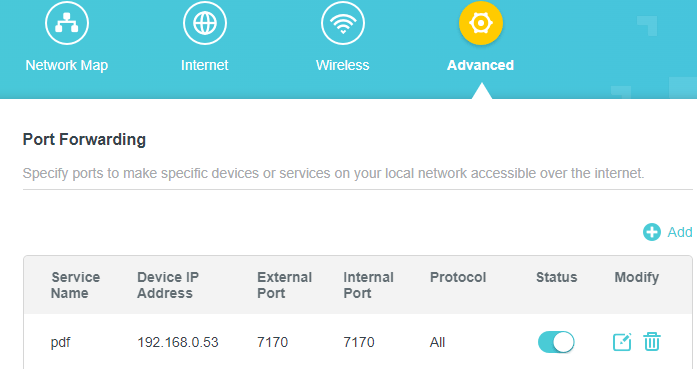 Network Map Internet Wireless Advanced
Port Forwarding
Specify ports to make specific devices or services on your local network accessible over the internet.
Add
Service Name Device IP Address External Port Internal Port Protocol Status Modify
pdf 192.168.0.53 7170 7170 All